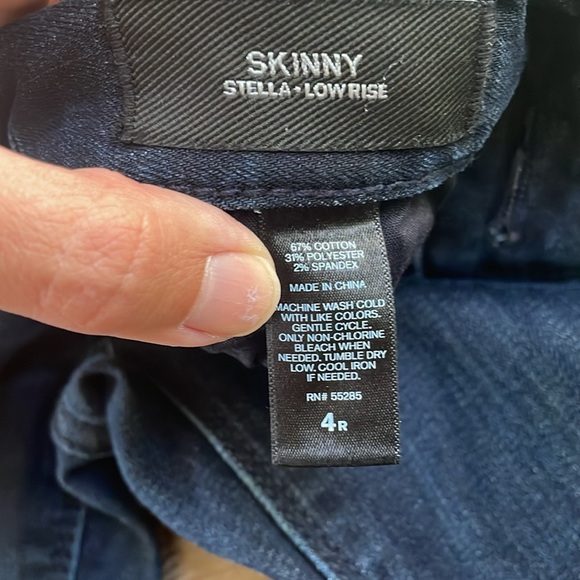 SKINNY
STELLA • LOW RISE
67% COTTON
31% POLYESTER
2% SPANDEX
MADE IN CHINA
MACHINE WASH COLD
WITH LIKE COLORS.
GENTLE CYCLE.
ONLY NON-CHLORINE
BLEACH WHEN
NEEDED. TUMBLE DRY
LOW. COOL IRON
IF NEEDED.
RN# 55285
4R